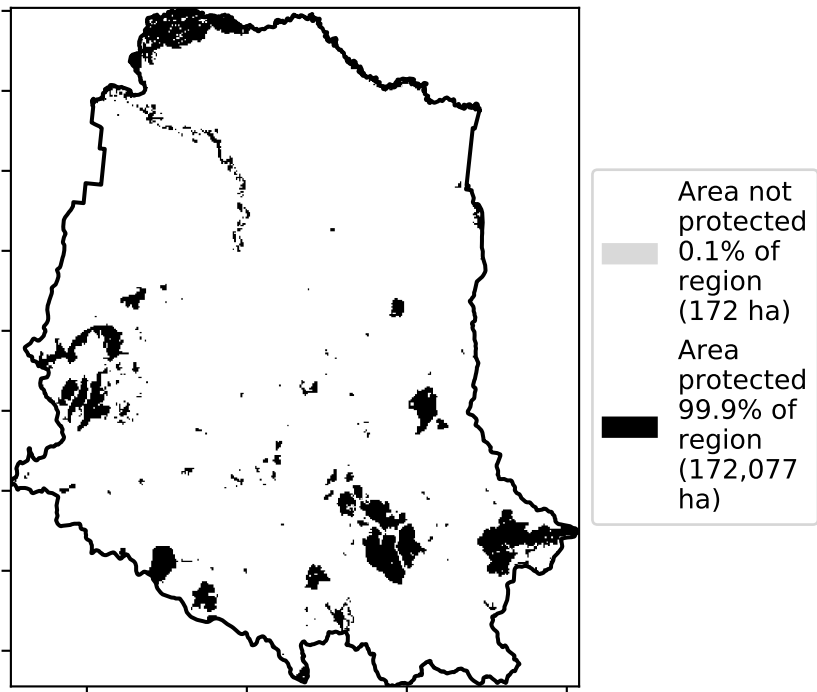 Area not
protected
0.1% of
region
(172 ha)
Area
protected
99.9% of
region
(172,077
ha)